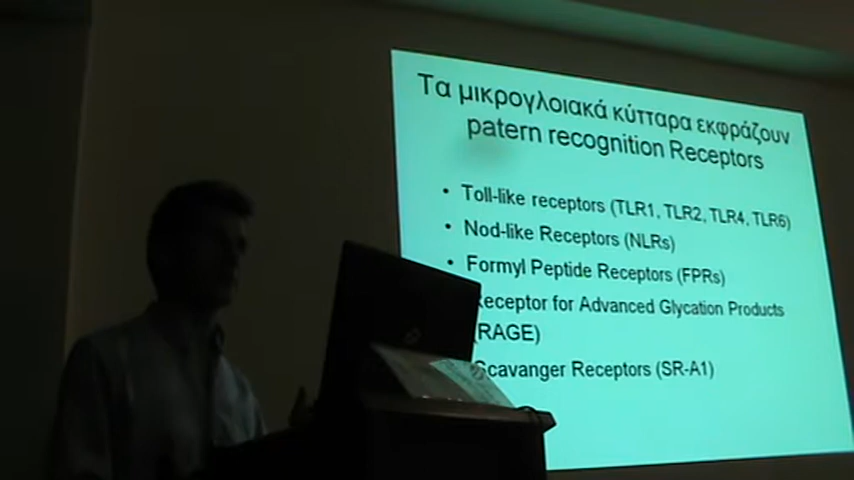 Τα μικρογλοιακά κύτταρα εκφράζουν
patern recognition Receptors
• Toll-like receptors (TLR1, TLR2, TLR4, TLR6)
• Nod-like Receptors (NLRs)
• Formyl Peptide Receptors (FPRs)
Receptor for Advanced Glycation Products
(RAGE)
Scavanger Receptors (SR-A1)